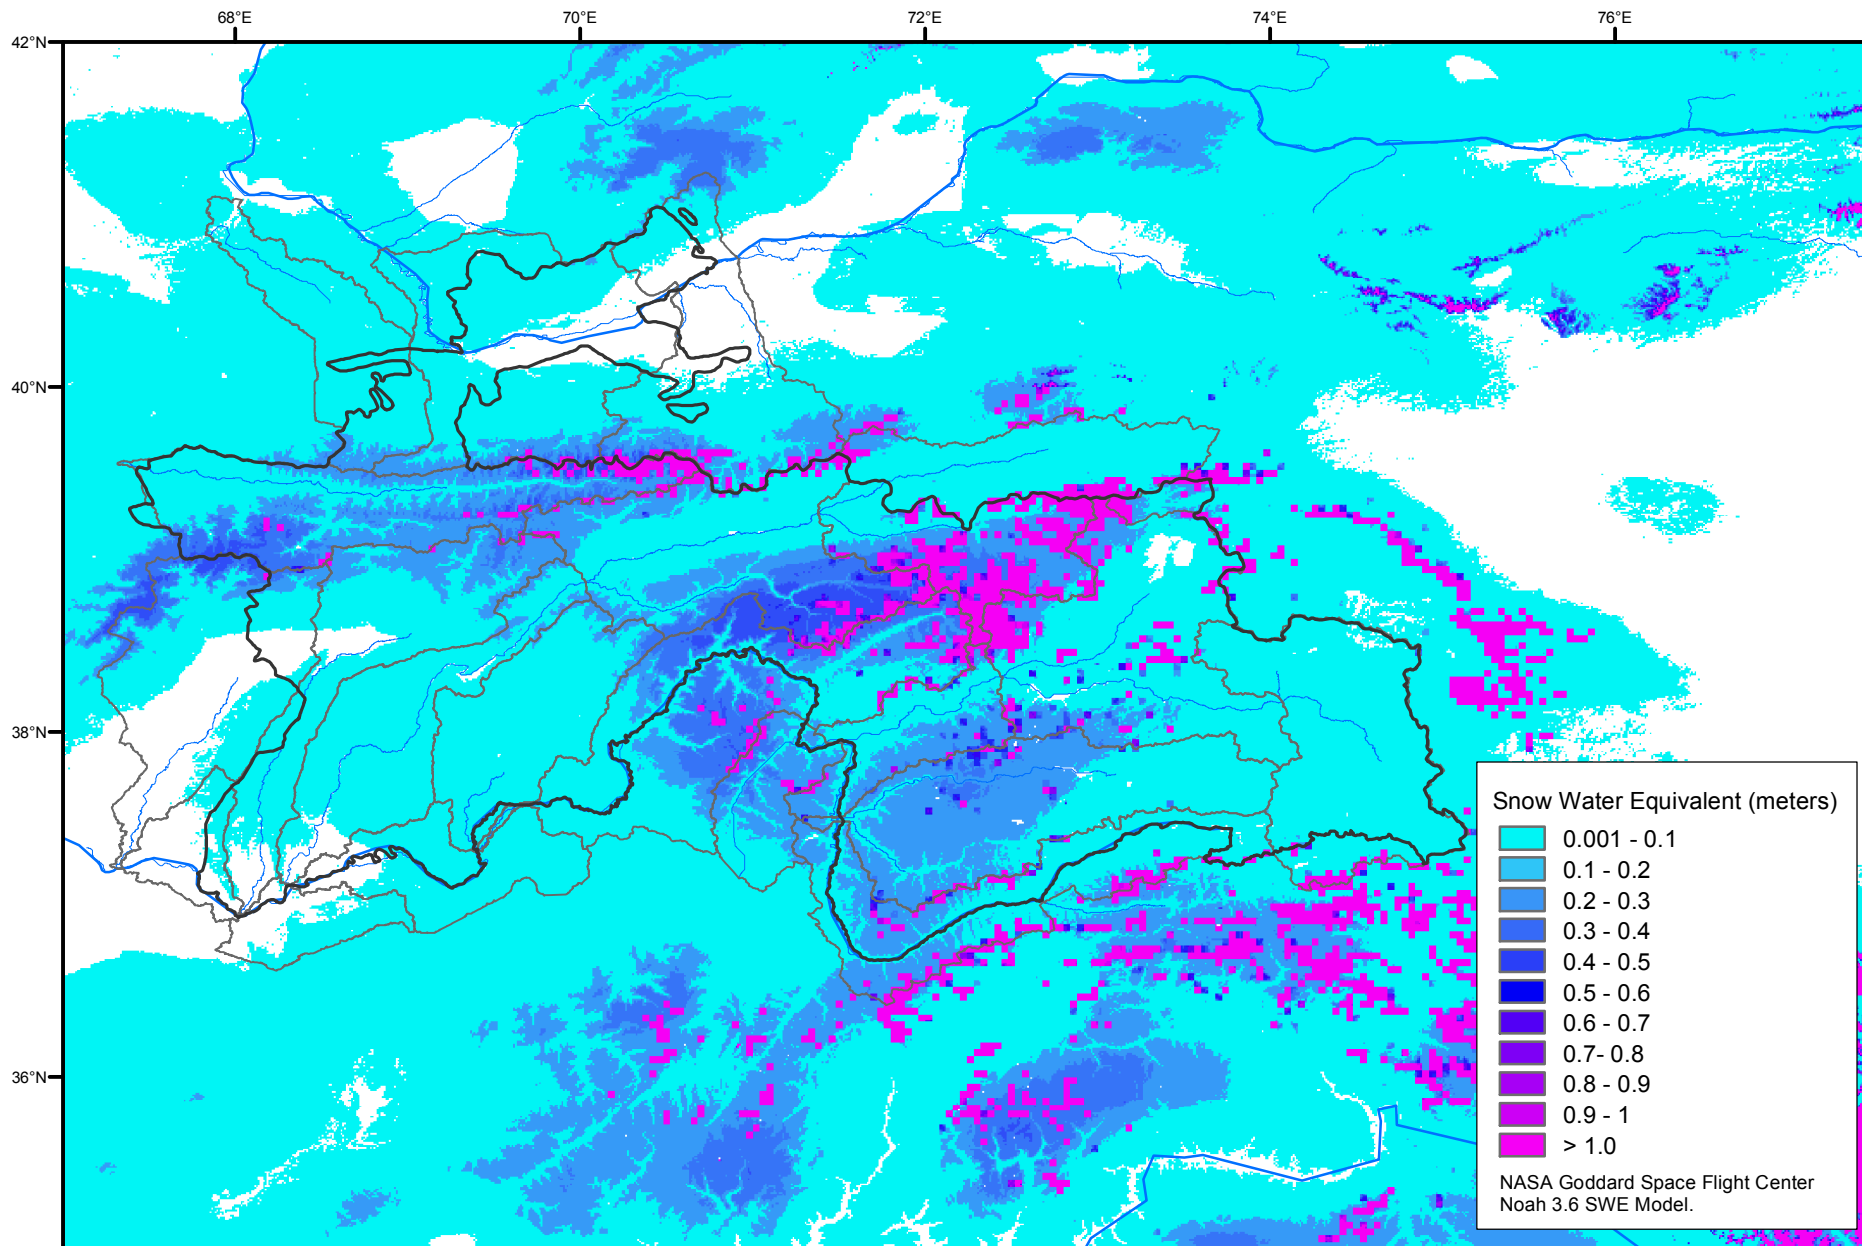 68°E 70°E 72°E 74°E 76°E
42°N
40°N
38°N
36°N
Snow Water Equivalent (meters)
0.001 - 0.1
0.1 - 0.2
0.2 - 0.3
0.3 - 0.4
0.4 - 0.5
0.5 - 0.6
0.6 - 0.7
0.7- 0.8
0.8 - 0.9
0.9 - 1
> 1.0
NASA Goddard Space Flight Center
Noah 3.6 SWE Model.